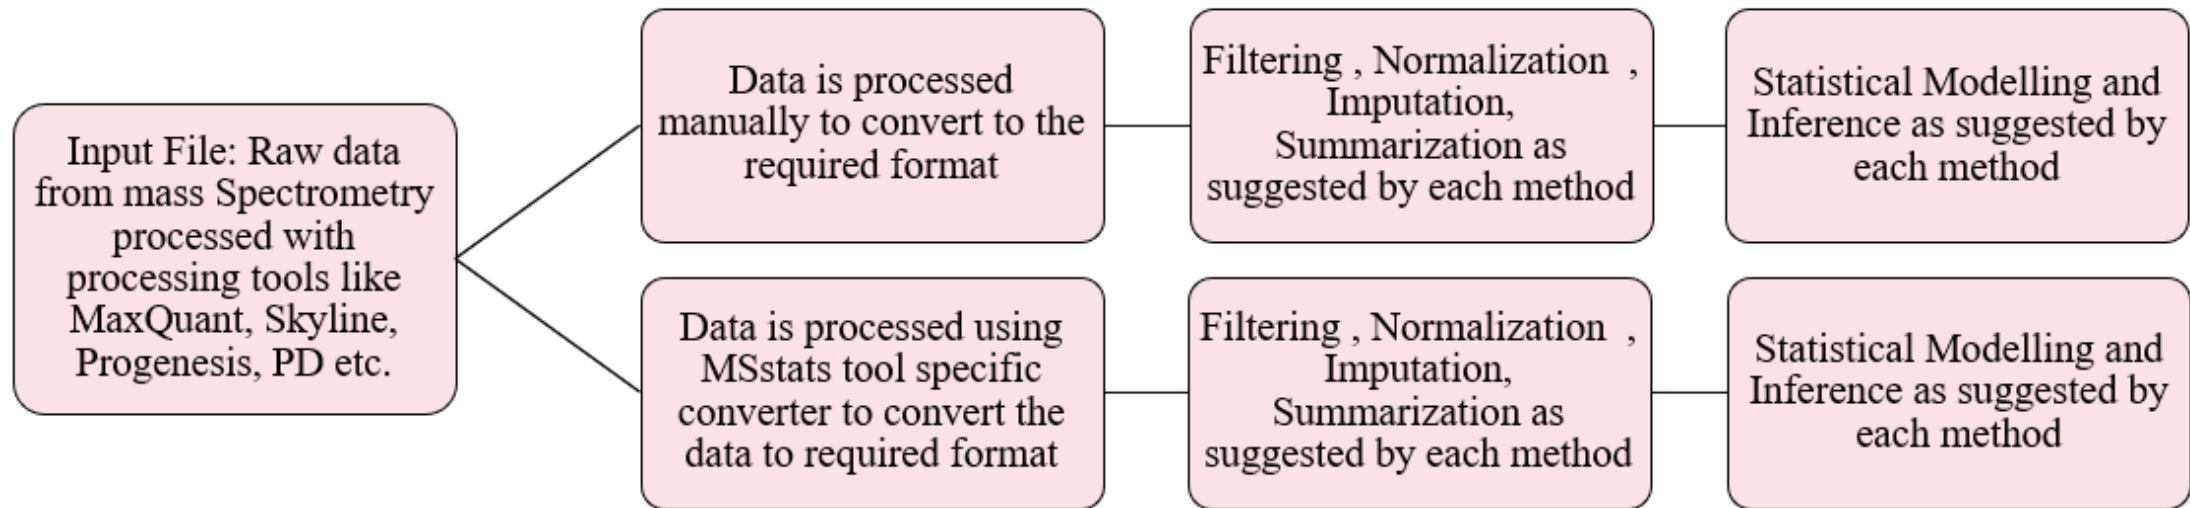 Input File: Raw data
from mass Spectrometry
processed with
processing tools like
MaxQuant, Skyline,
Progenesis, PD etc.
Data is processed
manually to convert to the
required format
Filtering , Normalization ,
Imputation,
Summarization as
suggested by each method
Statistical Modelling and
Inference as suggested by
each method
Data is processed using
MSstats tool specific
converter to convert the
data to required format
Filtering , Normalization ,
Imputation,
Summarization as
suggested by each method
Statistical Modelling and
Inference as suggested by
each method